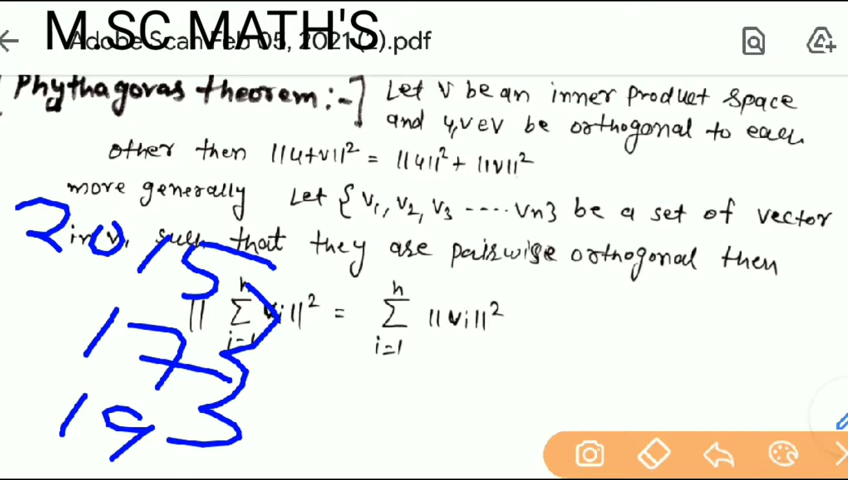 M.SC MATH'S
Adobe Scan Feb 05, 2021 (2).pdf
Phythagoras theorem:-] Let V be an inner product space
and u,v∈V be orthogonal to each
other then ||u+v||² = ||u||² + ||v||²
more generally Let {v₁, v₂, v₃ ---- vn} be a set of vector
in V, such that they are pairwise orthogonal then
|| n∑i=1 vi ||² = n∑i=1 ||vi||²
2015
173
193